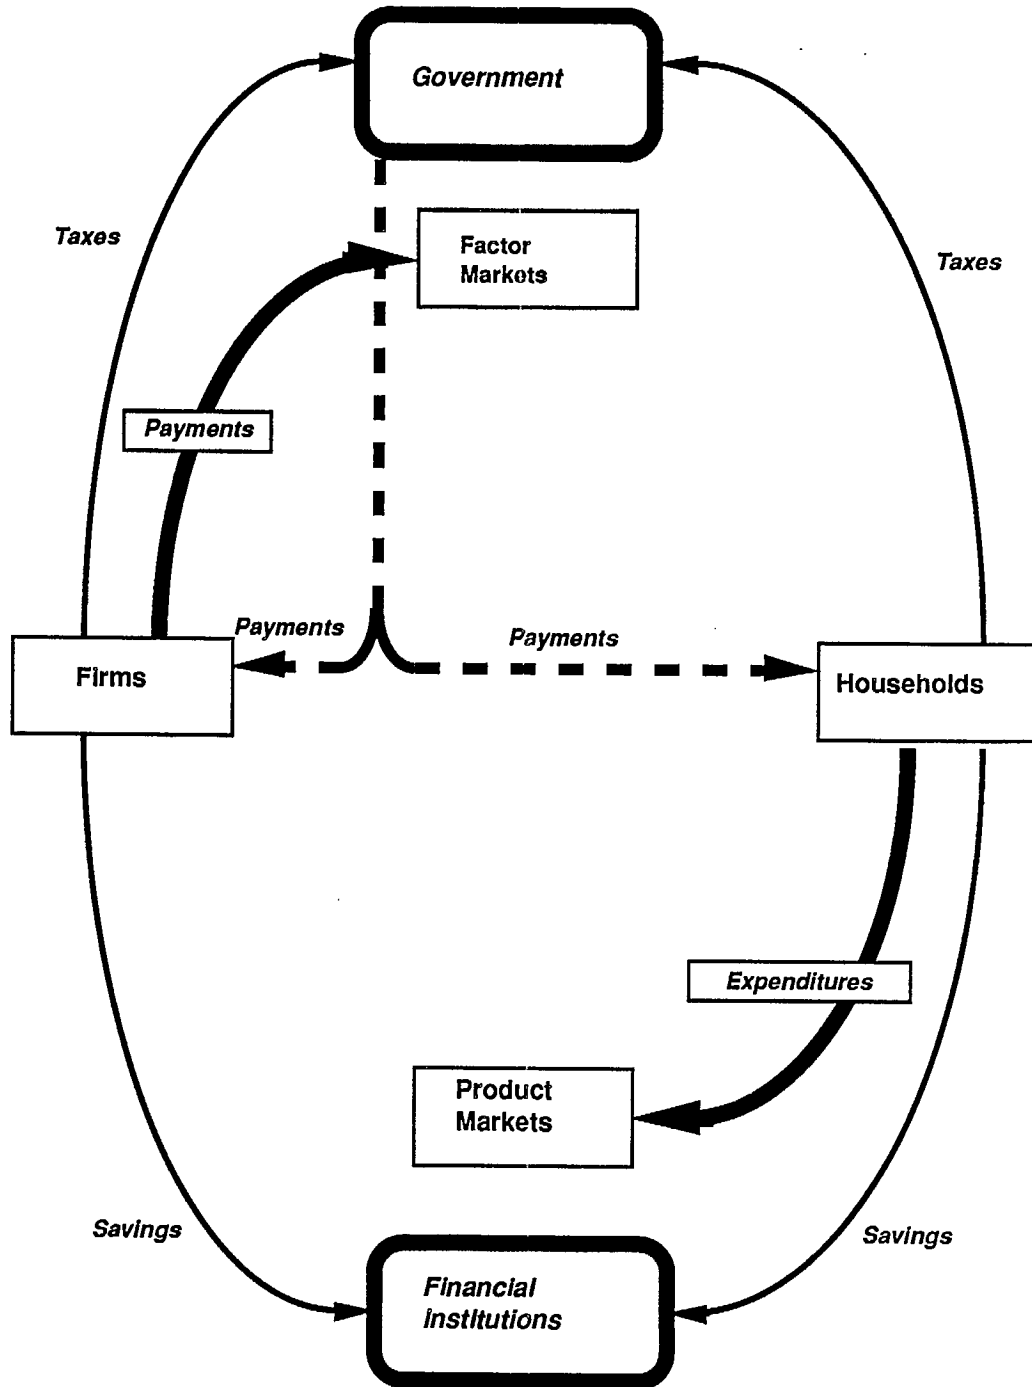 Government
Taxes
Factor
Markets
Taxes
Payments
Payments
Payments
Firms
Households
Expenditures
Product
Markets
Savings
Savings
Financial
Institutions